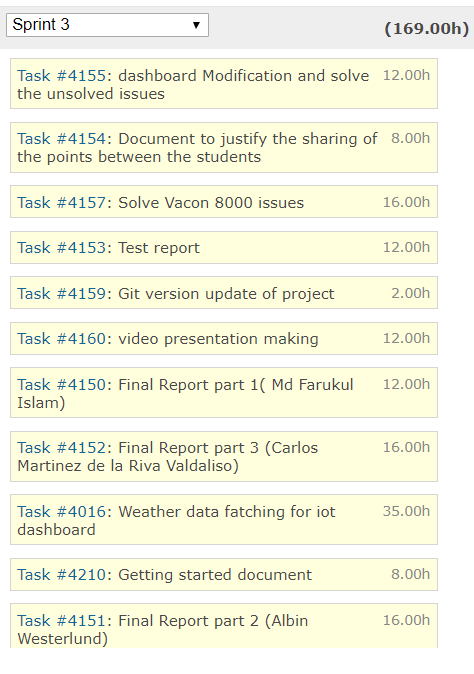 Sprint 3
(169.00h)
Task #4155: dashboard Modification and solve 12.00h
the unsolved issues
Task #4154: Document to justify the sharing of 8.00h
the points between the students
Task #4157: Solve Vacon 8000 issues 16.00h
Task #4153: Test report 12.00h
Task #4159: Git version update of project 2.00h
Task #4160: video presentation making 12.00h
Task #4150: Final Report part 1( Md Farukul 12.00h
Islam)
Task #4152: Final Report part 3 (Carlos 16.00h
Martinez de la Riva Valdaliso)
Task #4016: Weather data fatching for iot 35.00h
dashboard
Task #4210: Getting started document 8.00h
Task #4151: Final Report part 2 (Albin 16.00h
Westerlund)